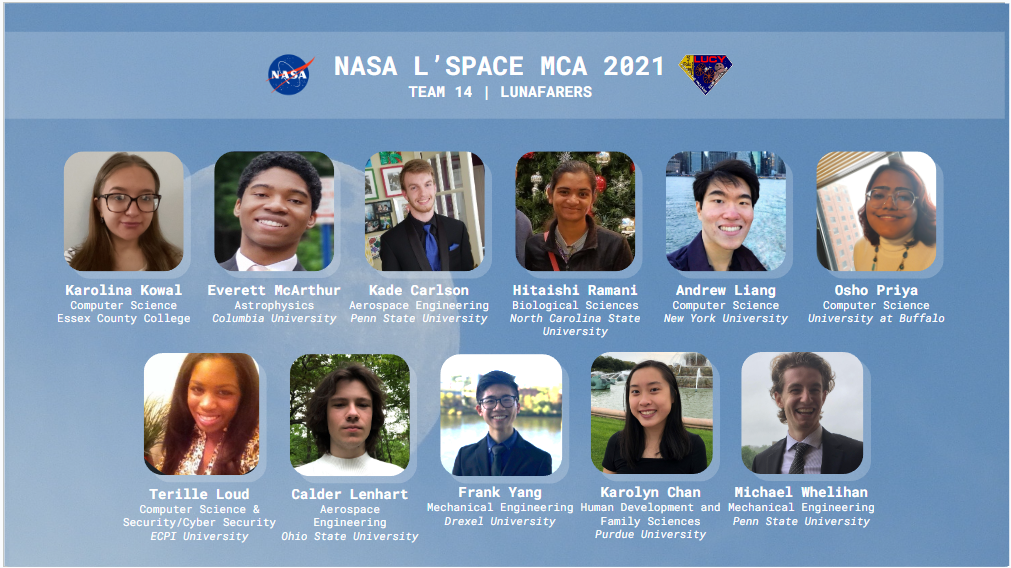 NASA
NASA L'SPACE MCA 2021
LUCY
TEAM 14 | LUNAFARERS
Karolina Kowal
Computer Science
Essex County College
Everett McArthur
Astrophysics
Columbia University
Kade Carlson
Aerospace Engineering
Penn State University
Hitaishi Ramani
Biological Sciences
North Carolina State
University
Andrew Liang
Computer Science
New York University
Osho Priya
Computer Science
University at Buffalo
Terille Loud
Computer Science &
Security/Cyber Security
ECPI University
Calder Lenhart
Aerospace
Engineering
Ohio State University
Frank Yang
Mechanical Engineering
Drexel University
Karolyn Chan
Human Development and
Family Sciences
Purdue University
Michael Whelihan
Mechanical Engineering
Penn State University